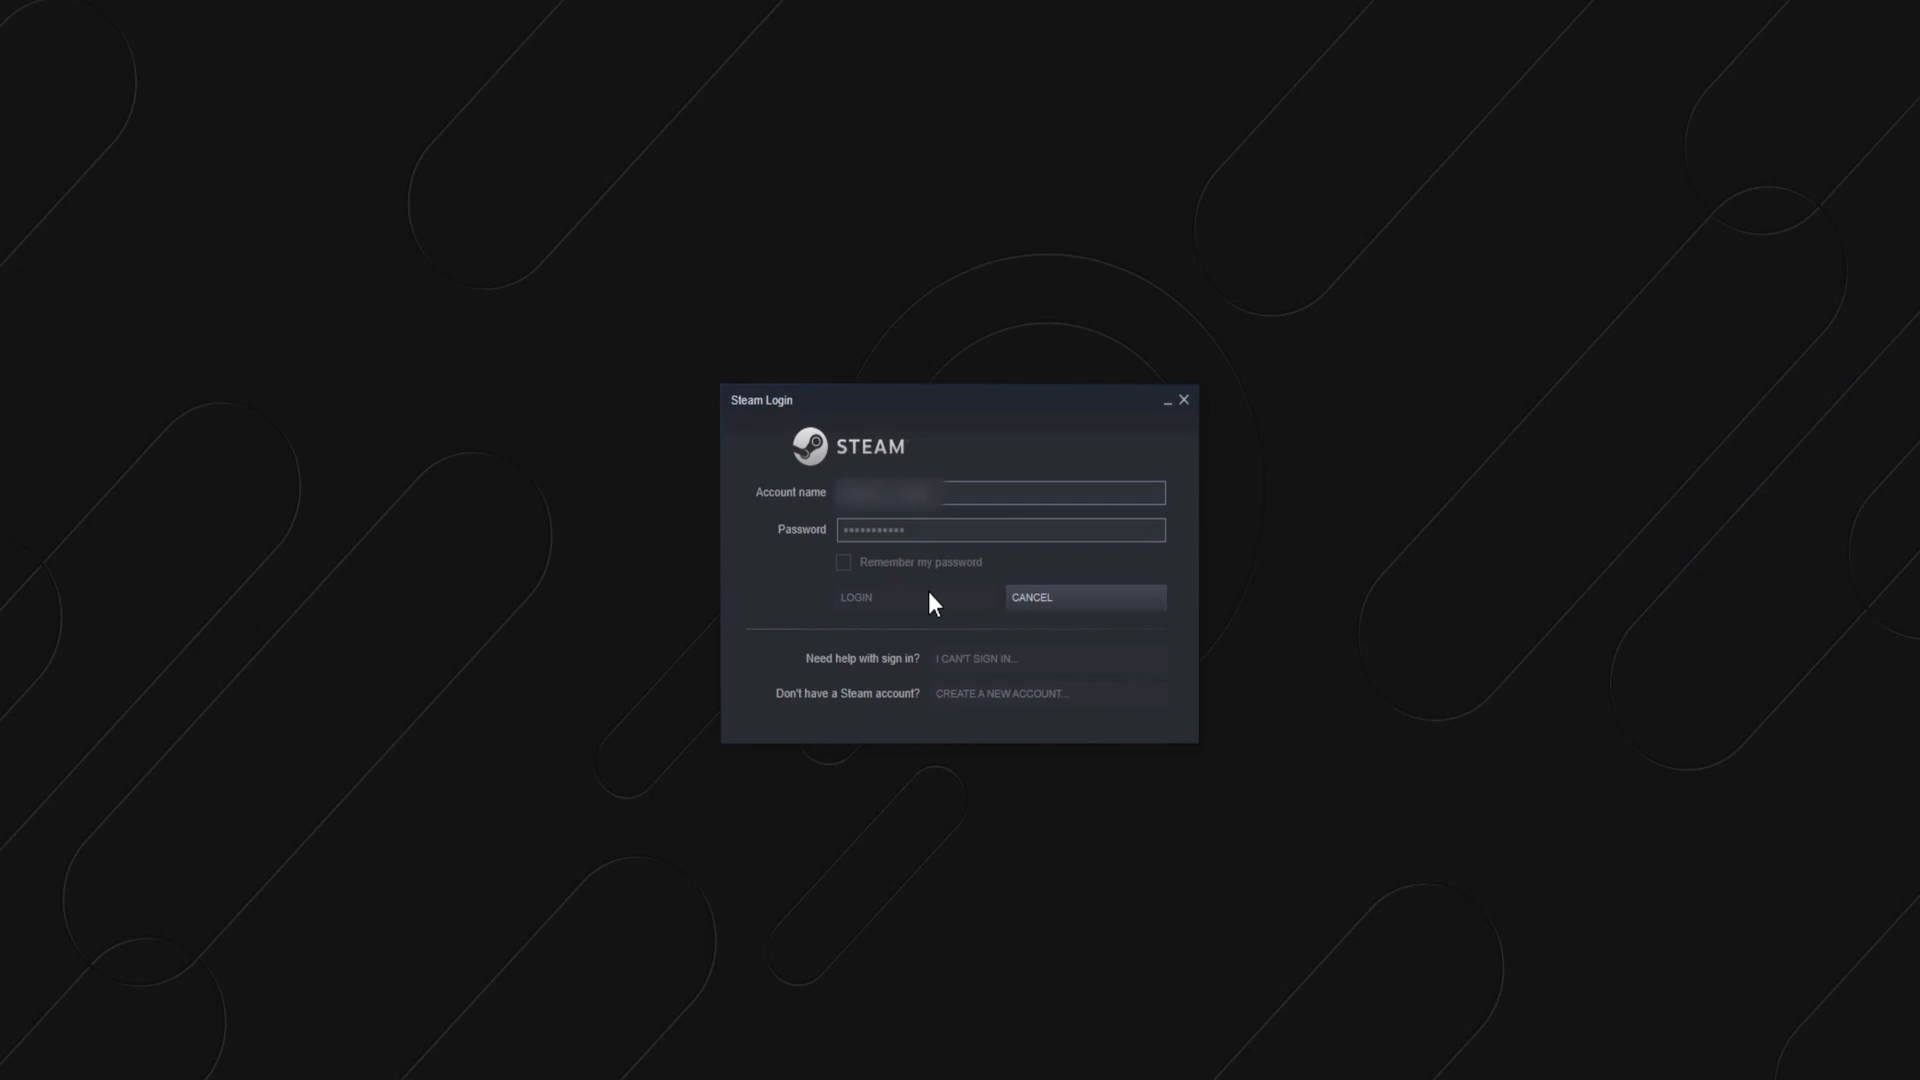 Steam Login
STEAM
Account name
Password •••••••••••
Remember my password
LOGIN CANCEL
Need help with sign in? I CAN'T SIGN IN...
Don't have a Steam account? CREATE A NEW ACCOUNT...